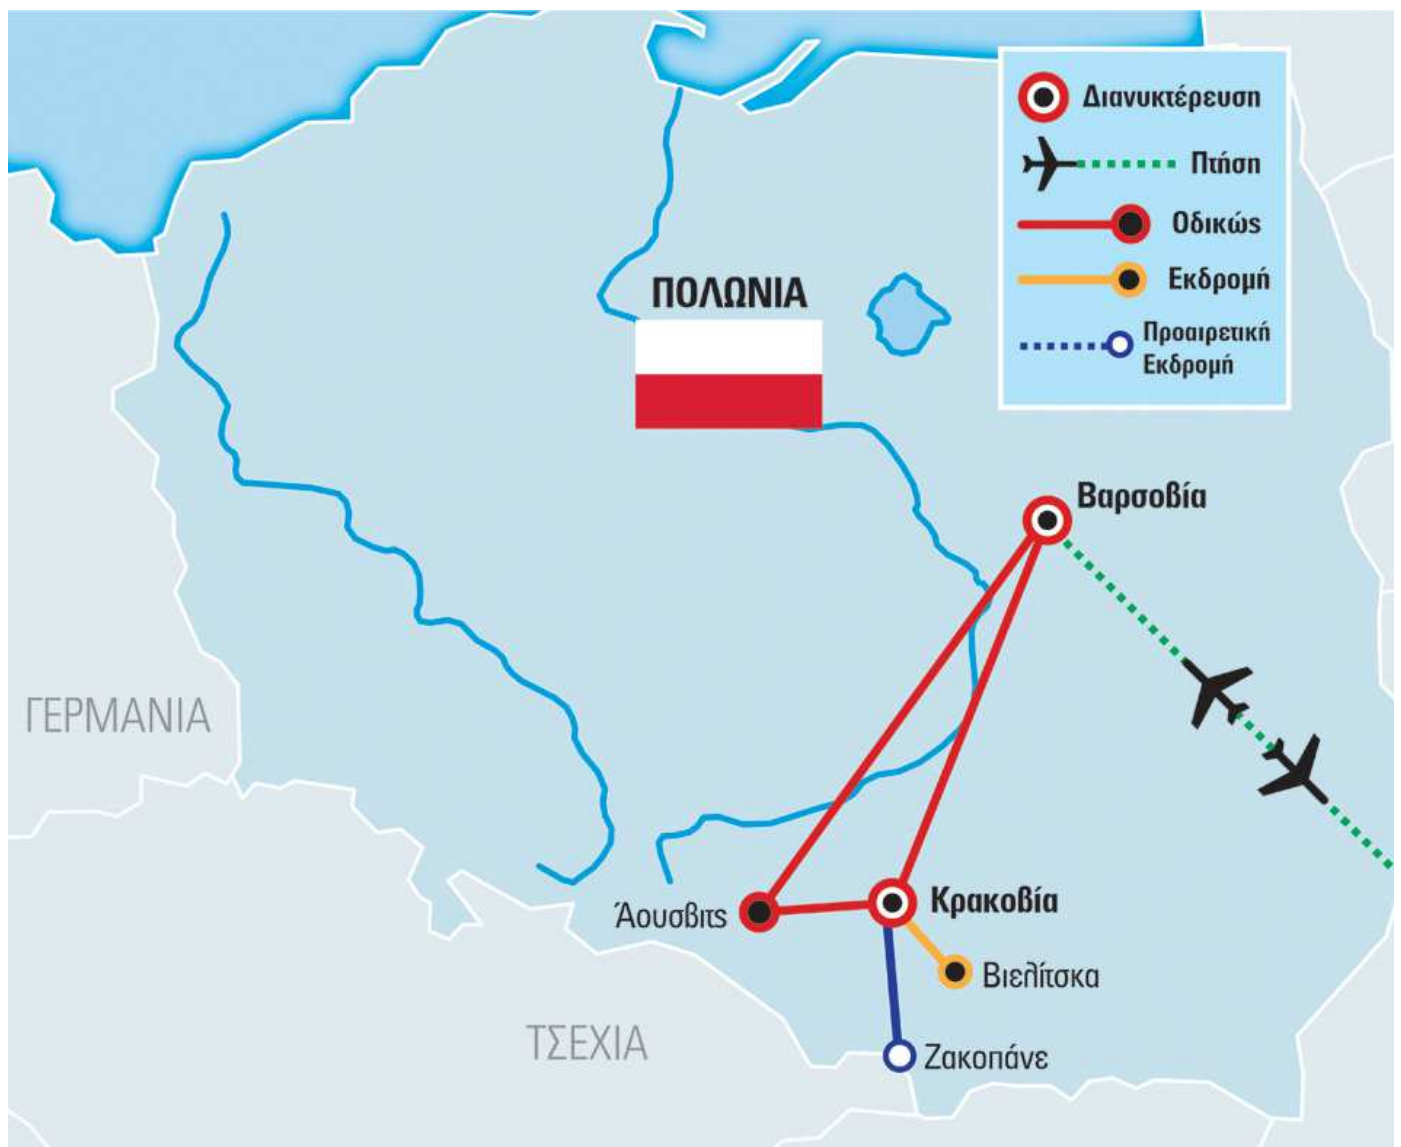 Διανυκτέρευση
Πτήση
Οδικώς
Εκδρομή
Προαιρετική
Εκδρομή
ΠΟΛΩΝΙΑ
Βαρσοβία
ΓΕΡΜΑΝΙΑ
Άουσβιτς
Κρακοβία
Βιελίτσκα
ΤΣΕΧΙΑ
Ζακοπάνε